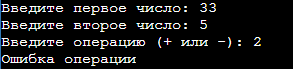 Введите первое число: 33
Введите второе число: 5
Введите операцию (+ или -): 2
Ошибка операции